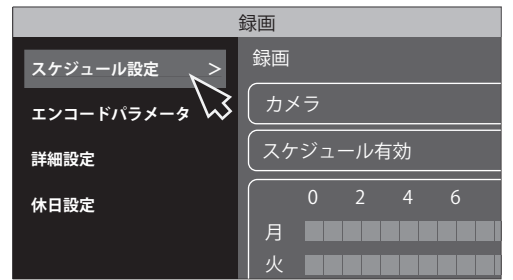 録画
スケジュール設定 >
エンコードパラメータ
詳細設定
休日設定
録画
カメラ
スケジュール有効
0 2 4 6
月
火